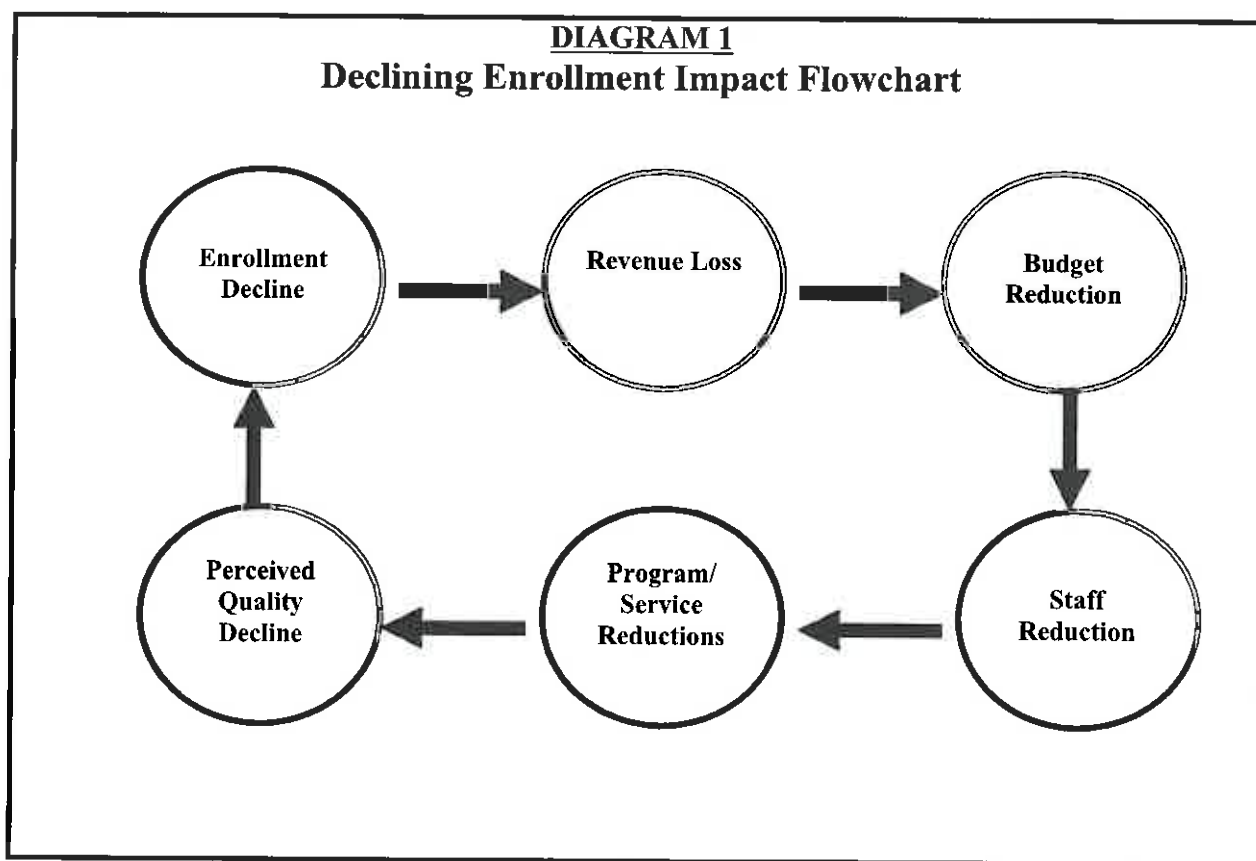 DIAGRAM 1
Declining Enrollment Impact Flowchart
Enrollment
Decline
Revenue Loss
Budget
Reduction
Perceived
Quality
Decline
Program/
Service
Reductions
Staff
Reduction